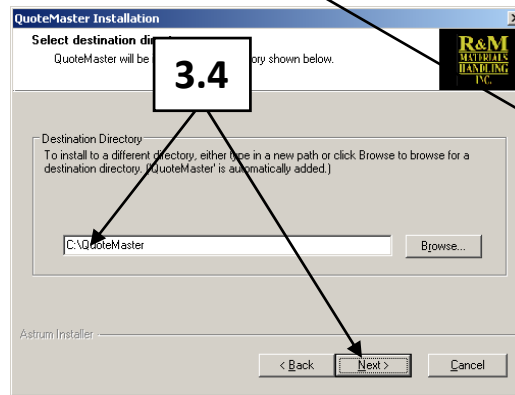 QuoteMaster Installation
Select destination
QuoteMaster will be shown below.
R&M
MATERIALS
HANDLING
INC.
3.4
Destination Directory
To install to a different directory, either type in a new path or click Browse to browse for a
destination directory. ('QuoteMaster' is automatically added.)
C:\QuoteMaster
Browse...
Astrum Installer
< Back
Next >
Cancel